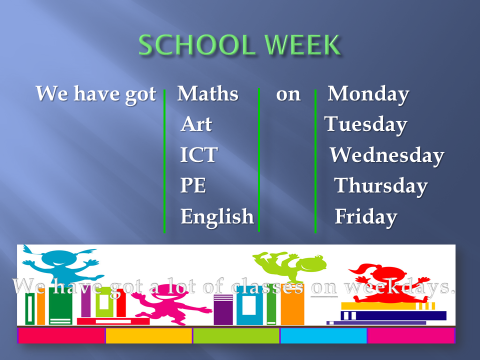 SCHOOL WEEK
We have got Maths on Monday
Art Tuesday
ICT Wednesday
PE Thursday
English Friday
We have got a lot of classes on weekdays.